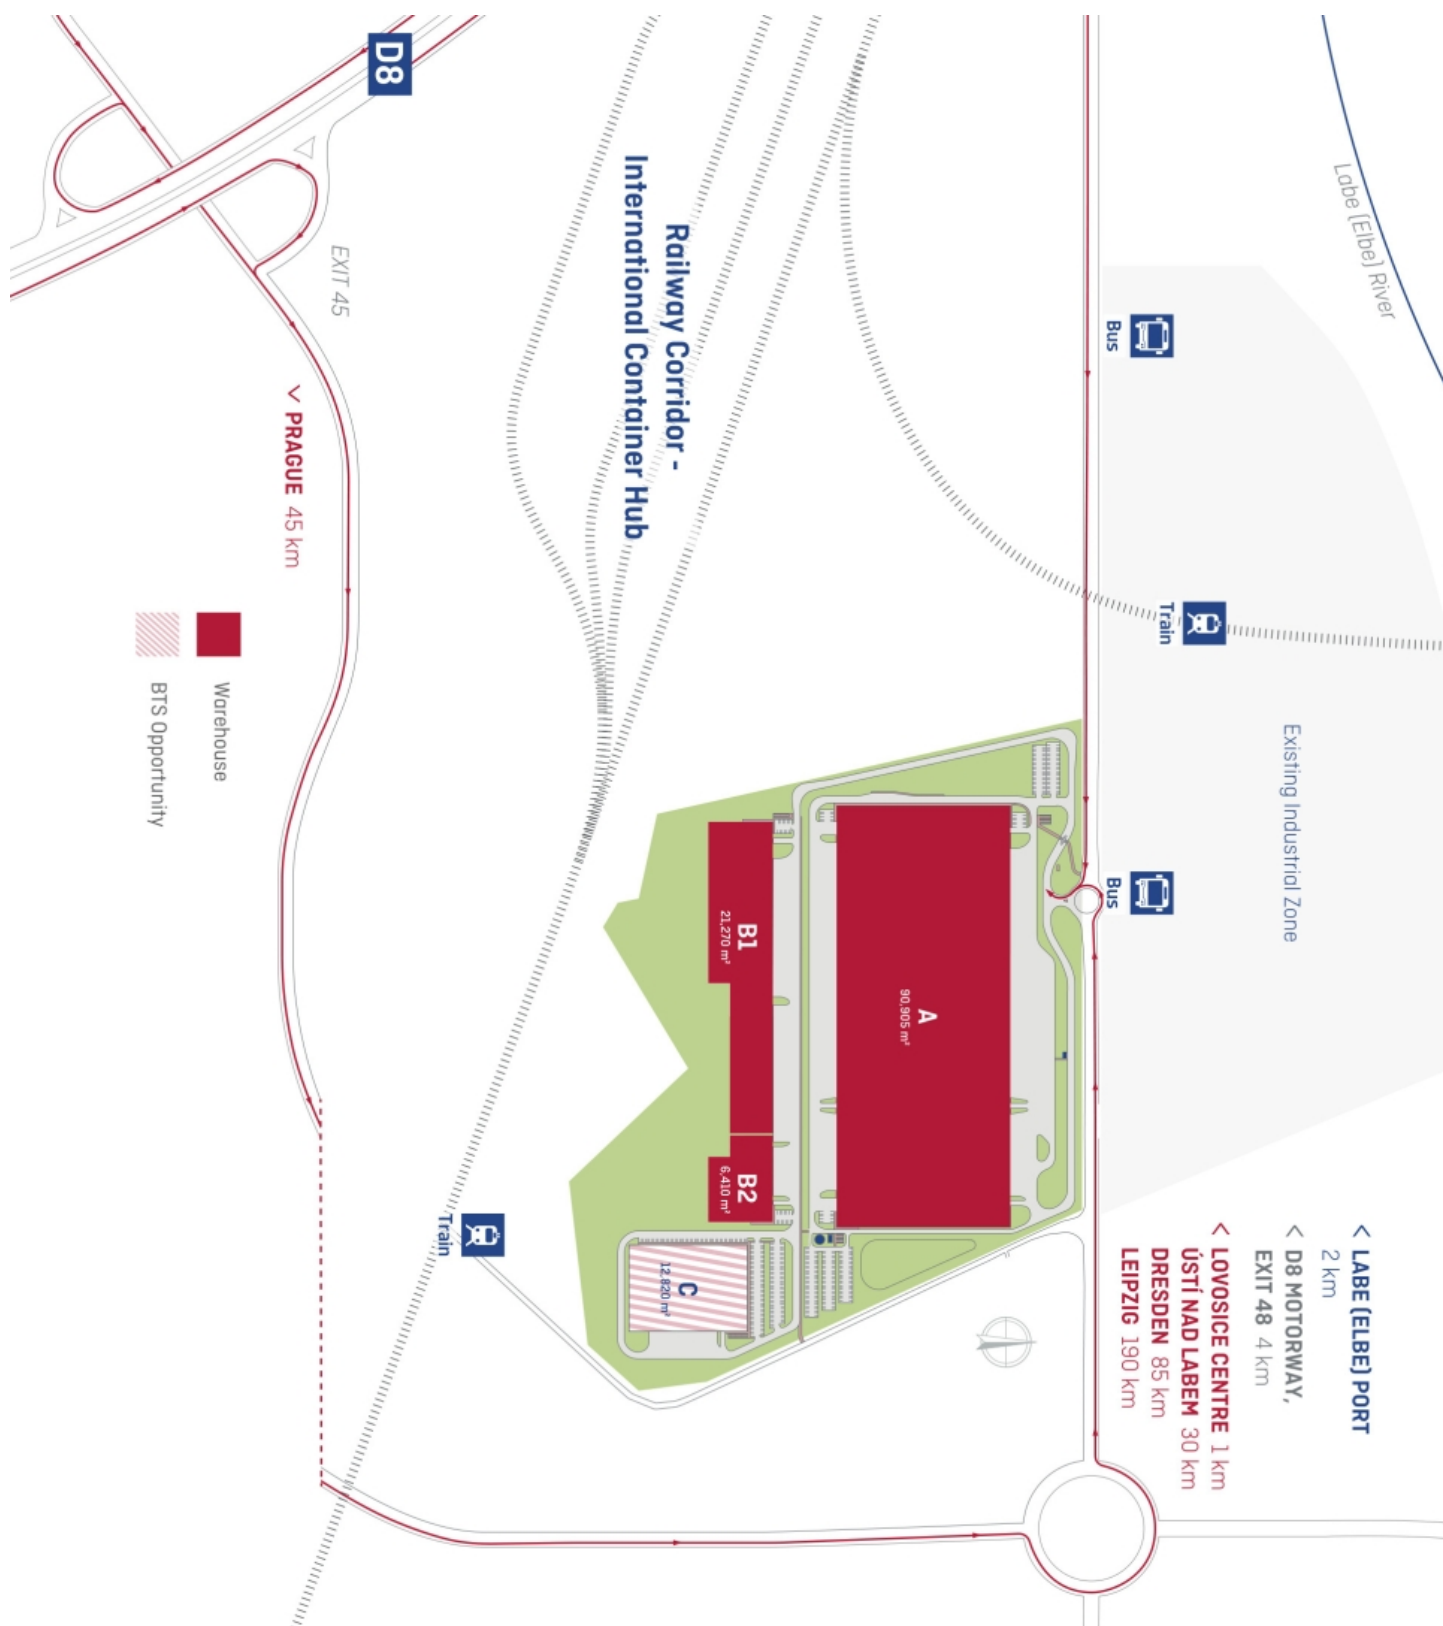 D8
EXIT 45
< PRAGUE 45 km
Railway Corridor -
International Container Hub
Labe (Elbe) River
Bus
Train
Existing Industrial Zone
Bus
Warehouse
BTS Opportunity
A
90,905 m²
B1
21,270 m²
B2
6,410 m²
C
12,820 m²
Train
< LABE (ELBE) PORT
2 km
< D8 MOTORWAY,
EXIT 48 4 km
< LOVOSICE CENTRE 1 km
ÚSTÍ NAD LABEM 30 km
DRESDEN 85 km
LEIPZIG 190 km